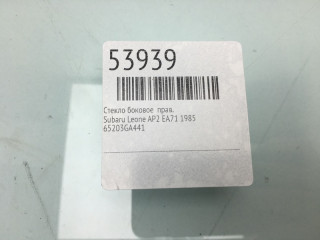 53939
Стекло боковое прав.
Subaru Leone AP2 EA71 1985
65203GA441